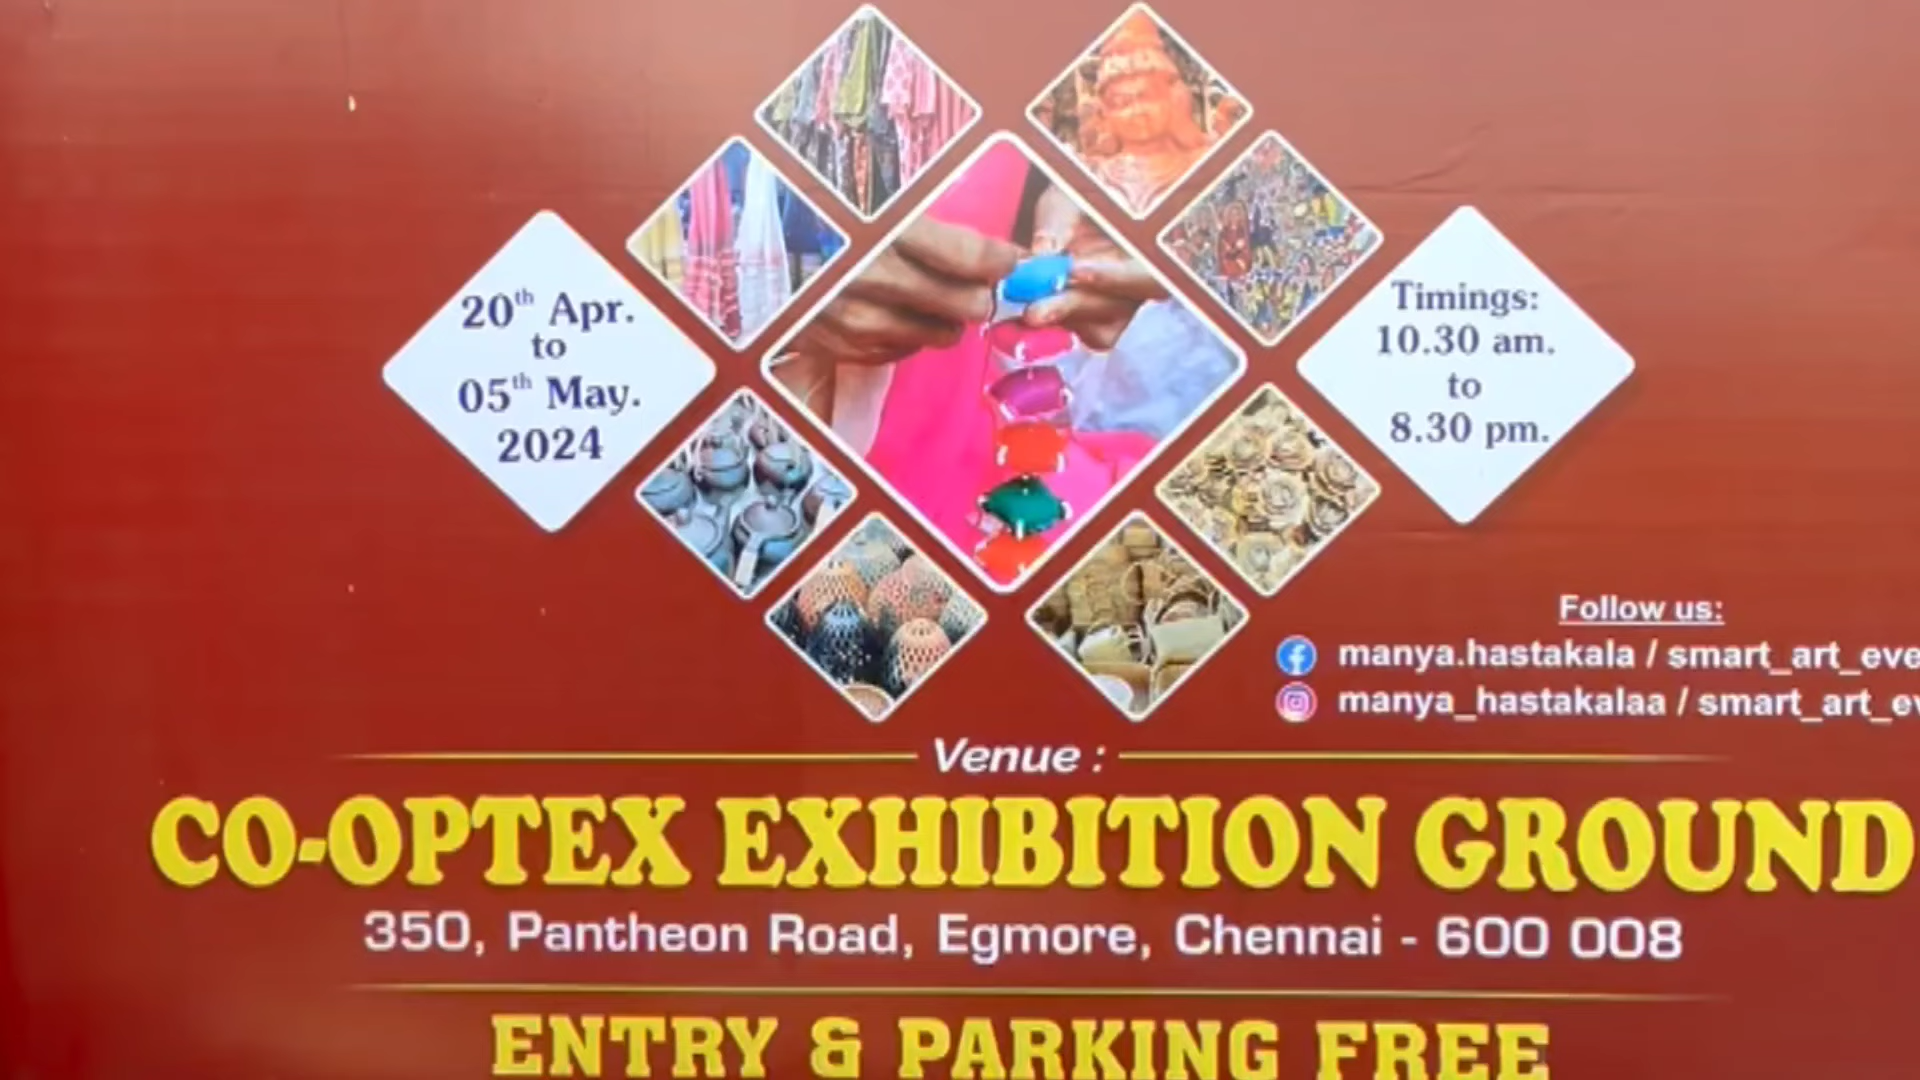 20th Apr.
to
05th May.
2024
Timings:
10.30 am.
to
8.30 pm.
Follow us:
manya.hastakala / smart_art_eve
manya_hastakalaa / smart_art_ev
Venue :
CO-OPTEX EXHIBITION GROUND
350, Pantheon Road, Egmore, Chennai - 600 008
ENTRY & PARKING FREE